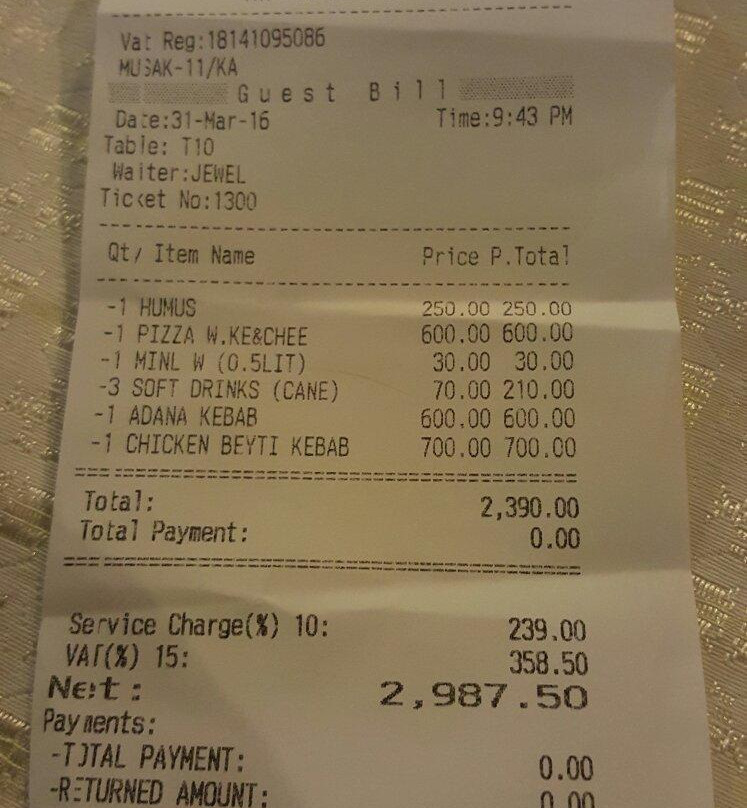 Vat Reg:18141095086
MUSAK-11/KA
Guest Bill
Date:31-Mar-16 Time:9:43 PM
Table: T10
Waiter:JEWEL
Ticket No:1300
Qty Item Name Price P.Total
-1 HUMUS 250.00 250.00
-1 PIZZA W.KE&CHEE 600.00 600.00
-1 MINL W (0.5LIT) 30.00 30.00
-3 SOFT DRINKS (CANE) 70.00 210.00
-1 ADANA KEBAB 600.00 600.00
-1 CHICKEN BEYTI KEBAB 700.00 700.00
Total: 2,390.00
Total Payment: 0.00
Service Charge(%) 10: 239.00
VAT(%) 15: 358.50
Net: 2,987.50
Payments:
-TOTAL PAYMENT: 0.00
-RETURNED AMOUNT: 0.00